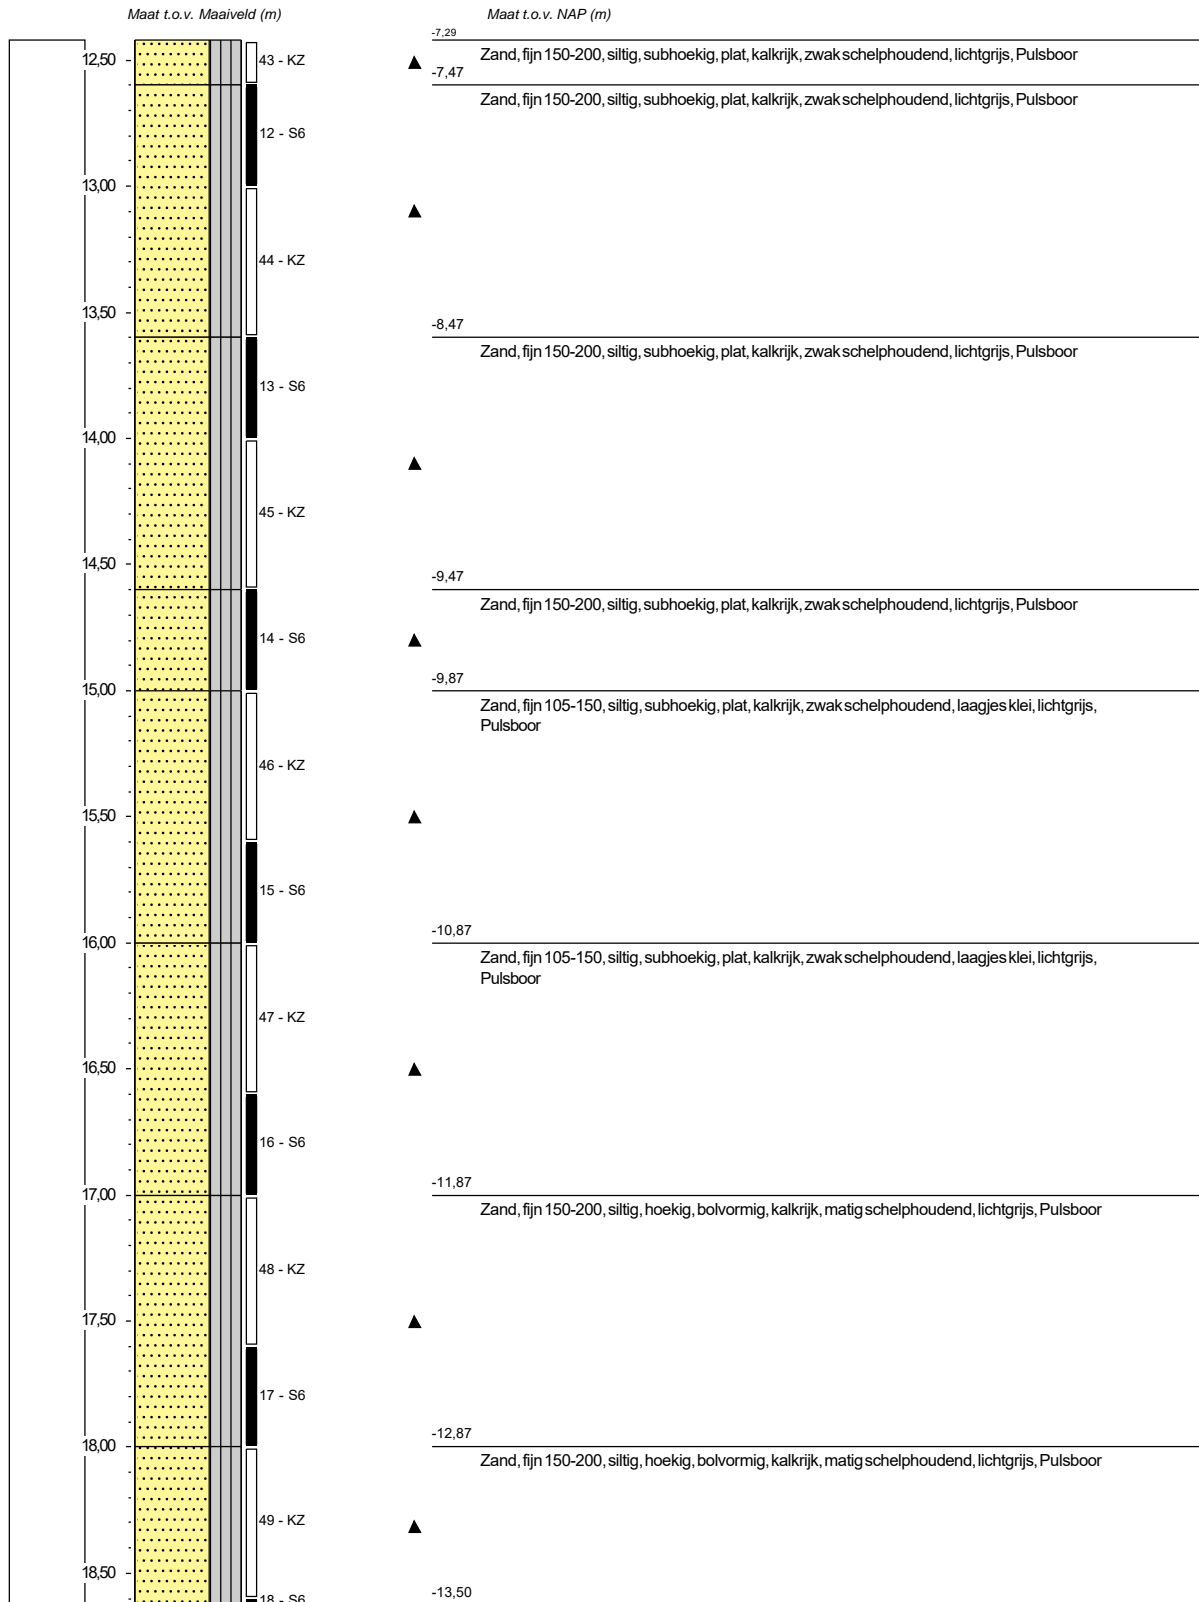 Maat t.o.v. Maaiveld (m) Maat t.o.v. NAP (m)
-7,29
12,50 43 - KZ Zand, fijn 150-200, siltig, subhoekig, plat, kalkrijk, zwak schelphoudend, lichtgrijs, Pulsboor
-7,47
Zand, fijn 150-200, siltig, subhoekig, plat, kalkrijk, zwak schelphoudend, lichtgrijs, Pulsboor
12 - S6
13,00
44 - KZ
13,50
-8,47
Zand, fijn 150-200, siltig, subhoekig, plat, kalkrijk, zwak schelphoudend, lichtgrijs, Pulsboor
13 - S6
14,00
45 - KZ
14,50
-9,47
Zand, fijn 150-200, siltig, subhoekig, plat, kalkrijk, zwak schelphoudend, lichtgrijs, Pulsboor
14 - S6
-9,87
15,00
Zand, fijn 105-150, siltig, subhoekig, plat, kalkrijk, zwak schelphoudend, laagjes klei, lichtgrijs,
Pulsboor
46 - KZ
15,50
15 - S6
-10,87
16,00
Zand, fijn 105-150, siltig, subhoekig, plat, kalkrijk, zwak schelphoudend, laagjes klei, lichtgrijs,
Pulsboor
47 - KZ
16,50
16 - S6
-11,87
17,00
Zand, fijn 150-200, siltig, hoekig, bolvormig, kalkrijk, matig schelphoudend, lichtgrijs, Pulsboor
48 - KZ
17,50
17 - S6
-12,87
18,00
Zand, fijn 150-200, siltig, hoekig, bolvormig, kalkrijk, matig schelphoudend, lichtgrijs, Pulsboor
49 - KZ
18,50
-13,50
18 - S6